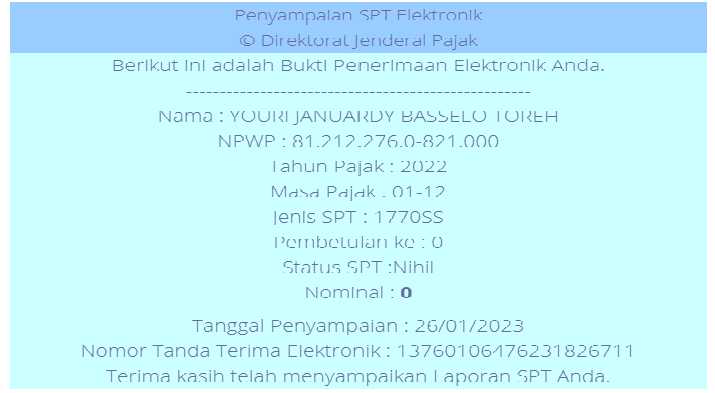 Penyampaian SPT Elektronik
© Direktorat Jenderal Pajak
Berikut ini adalah Bukti Penerimaan Elektronik Anda.
----------------------------------------------------
Nama : YOURI JANUARDY BASSELO TOREH
NPWP : 81.212.276.0-821.000
Tahun Pajak : 2022
Masa Pajak : 01-12
Jenis SPT : 1770SS
Pembetulan ke : 0
Status SPT :Nihil
Nominal : 0
Tanggal Penyampaian : 26/01/2023
Nomor Tanda Terima Elektronik : 13760106476231826711
Terima kasih telah menyampaikan Laporan SPT Anda.